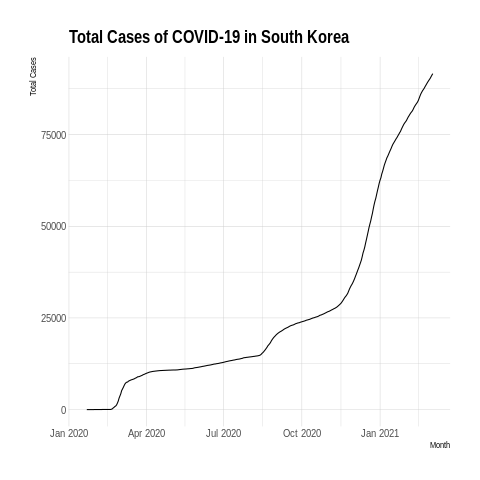 Total Cases of COVID-19 in South Korea
Total Cases
75000
50000
25000
0
Jan 2020 Apr 2020 Jul 2020 Oct 2020 Jan 2021
Month